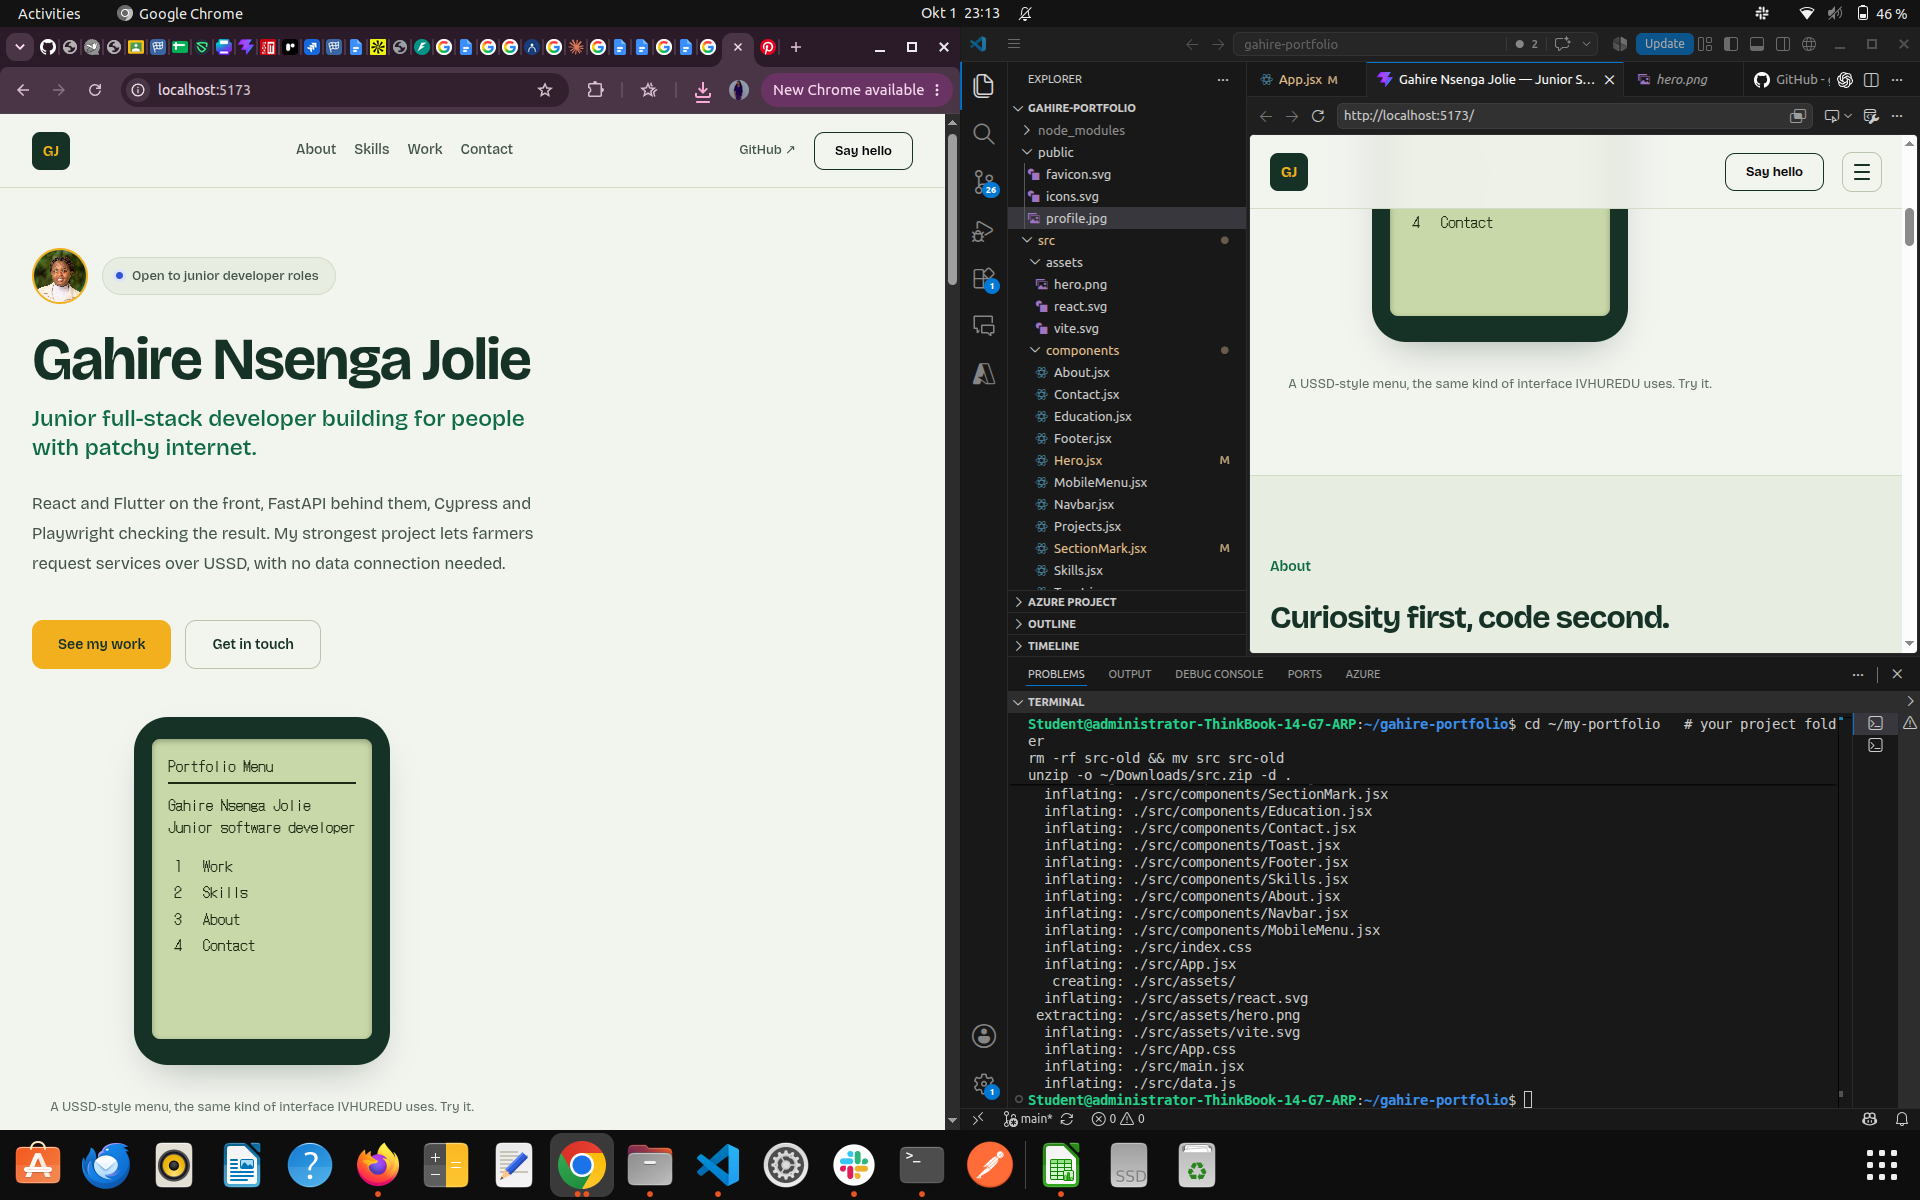 Activities
Google Chrome
Okt 1 23:13
46 %
localhost:5173
New Chrome available
GJ
About
Skills
Work
Contact
GitHub ↗
Say hello
Open to junior developer roles
Gahire Nsenga Jolie
Junior full-stack developer building for people
with patchy internet.
React and Flutter on the front, FastAPI behind them, Cypress and
Playwright checking the result. My strongest project lets farmers
request services over USSD, with no data connection needed.
See my work
Get in touch
Portfolio Menu
Gahire Nsenga Jolie
Junior software developer
1 Work
2 Skills
3 About
4 Contact
A USSD-style menu, the same kind of interface IVHUREDU uses. Try it.
gahire-portfolio
2
Update
EXPLORER
GAHIRE-PORTFOLIO
node_modules
public
favicon.svg
icons.svg
profile.jpg
src
assets
hero.png
react.svg
vite.svg
components
About.jsx
Contact.jsx
Education.jsx
Footer.jsx
Hero.jsx M
MobileMenu.jsx
Navbar.jsx
Projects.jsx
SectionMark.jsx M
Skills.jsx
AZURE PROJECT
OUTLINE
TIMELINE
26
1
1
App.jsx M
Gahire Nsenga Jolie — Junior S...
hero.png
GitHub -
http://localhost:5173/
GJ
Say hello
4 Contact
A USSD-style menu, the same kind of interface IVHUREDU uses. Try it.
About
Curiosity first, code second.
PROBLEMS
OUTPUT
DEBUG CONSOLE
PORTS
AZURE
TERMINAL
Student@administrator-ThinkBook-14-G7-ARP:~/gahire-portfolio$ cd ~/my-portfolio # your project fold
er
rm -rf src-old && mv src src-old
unzip -o ~/Downloads/src.zip -d .
inflating: ./src/components/SectionMark.jsx
inflating: ./src/components/Education.jsx
inflating: ./src/components/Contact.jsx
inflating: ./src/components/Toast.jsx
inflating: ./src/components/Footer.jsx
inflating: ./src/components/Skills.jsx
inflating: ./src/components/About.jsx
inflating: ./src/components/Navbar.jsx
inflating: ./src/components/MobileMenu.jsx
inflating: ./src/index.css
inflating: ./src/App.jsx
creating: ./src/assets/
inflating: ./src/assets/react.svg
extracting: ./src/assets/hero.png
inflating: ./src/assets/vite.svg
inflating: ./src/App.css
inflating: ./src/main.jsx
inflating: ./src/data.js
Student@administrator-ThinkBook-14-G7-ARP:~/gahire-portfolio$
main*
0
0
SSD